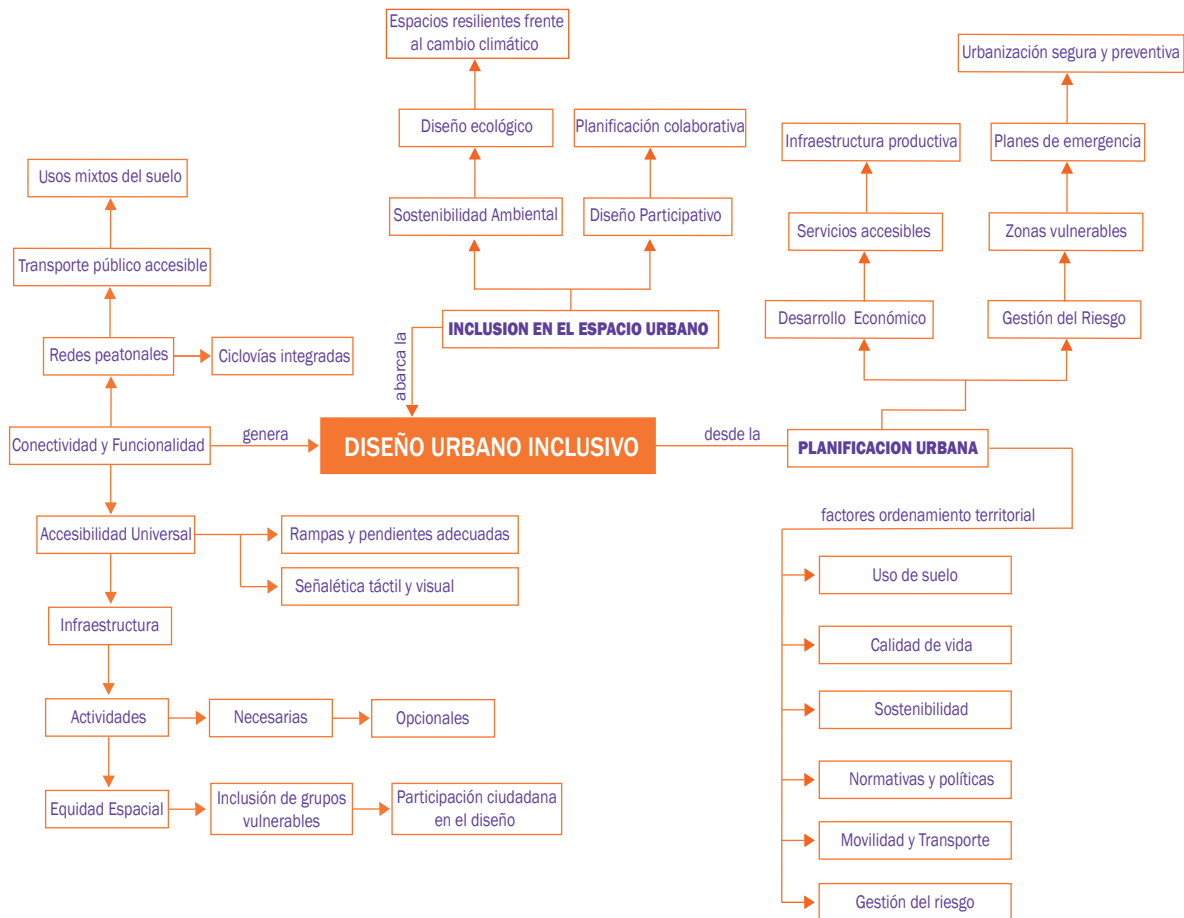 Espacios resilientes frente
al cambio climático
Urbanización segura y preventiva
Diseño ecológico
Planificación colaborativa
Infraestructura productiva
Planes de emergencia
Usos mixtos del suelo
Sostenibilidad Ambiental
Diseño Participativo
Servicios accesibles
Zonas vulnerables
Transporte público accesible
INCLUSION EN EL ESPACIO URBANO
Desarrollo Económico
Gestión del Riesgo
Redes peatonales
Ciclovías integradas
abarca la
Conectividad y Funcionalidad
genera
DISEÑO URBANO INCLUSIVO
desde la
PLANIFICACION URBANA
Accesibilidad Universal
Rampas y pendientes adecuadas
Señalética táctil y visual
factores ordenamiento territorial
Uso de suelo
Infraestructura
Calidad de vida
Actividades
Necesarias
Opcionales
Sostenibilidad
Normativas y políticas
Equidad Espacial
Inclusión de grupos
vulnerables
Participación ciudadana
en el diseño
Movilidad y Transporte
Gestión del riesgo